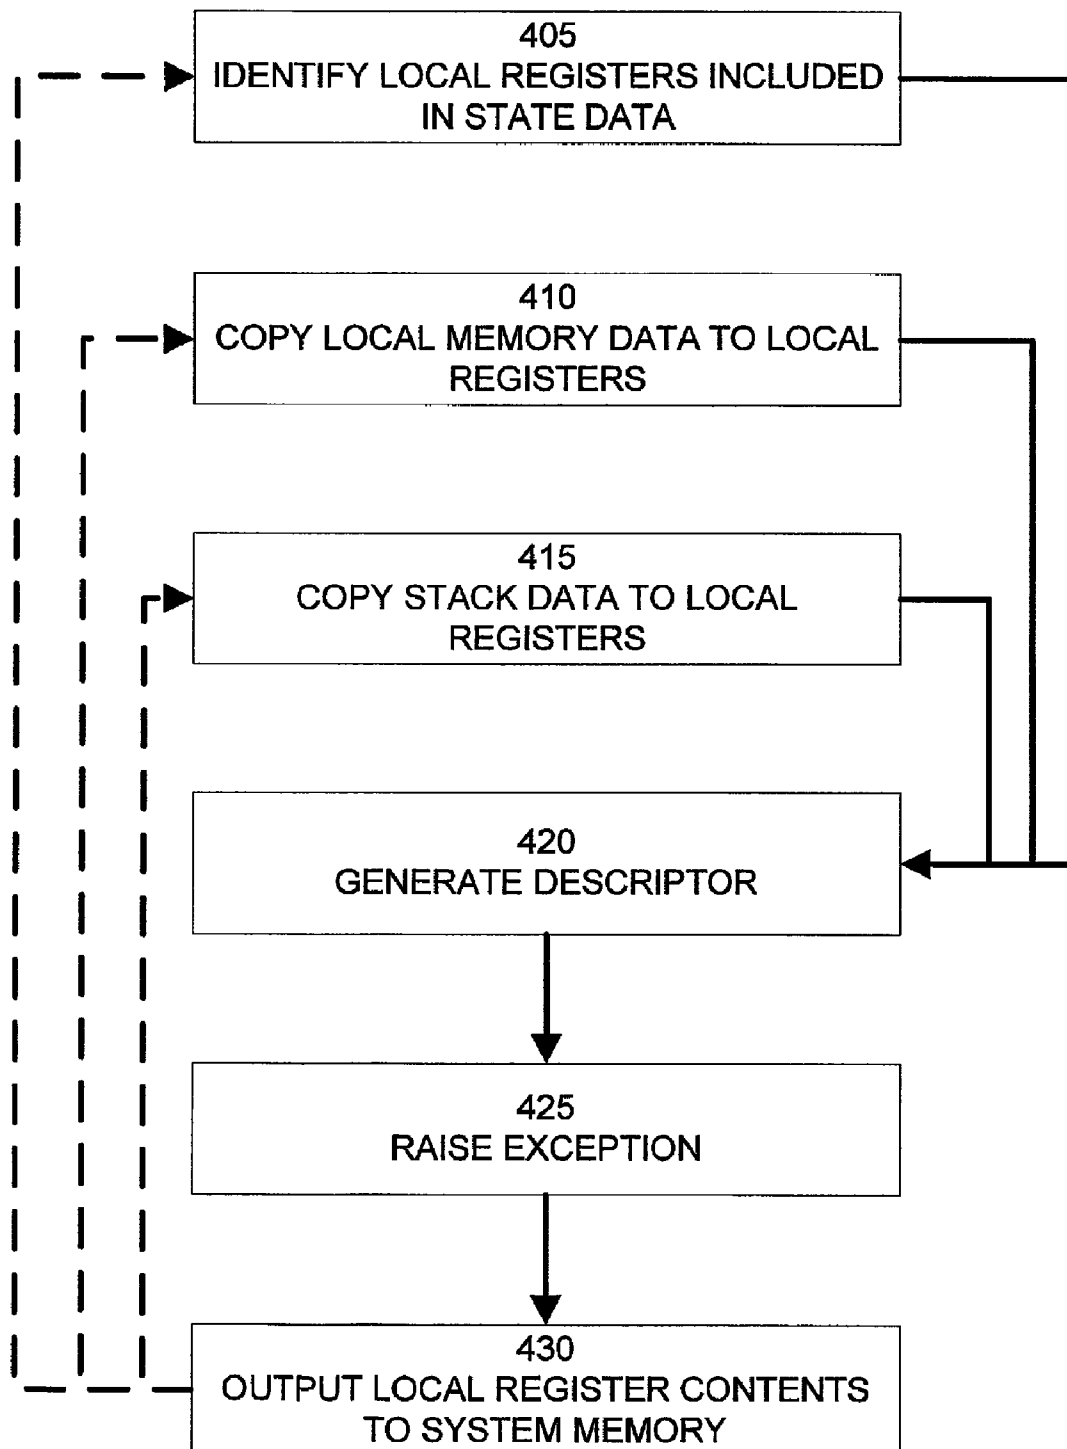 405
IDENTIFY LOCAL REGISTERS INCLUDED
IN STATE DATA
410
COPY LOCAL MEMORY DATA TO LOCAL
REGISTERS
415
COPY STACK DATA TO LOCAL
REGISTERS
420
GENERATE DESCRIPTOR
425
RAISE EXCEPTION
430
OUTPUT LOCAL REGISTER CONTENTS
TO SYSTEM MEMORY